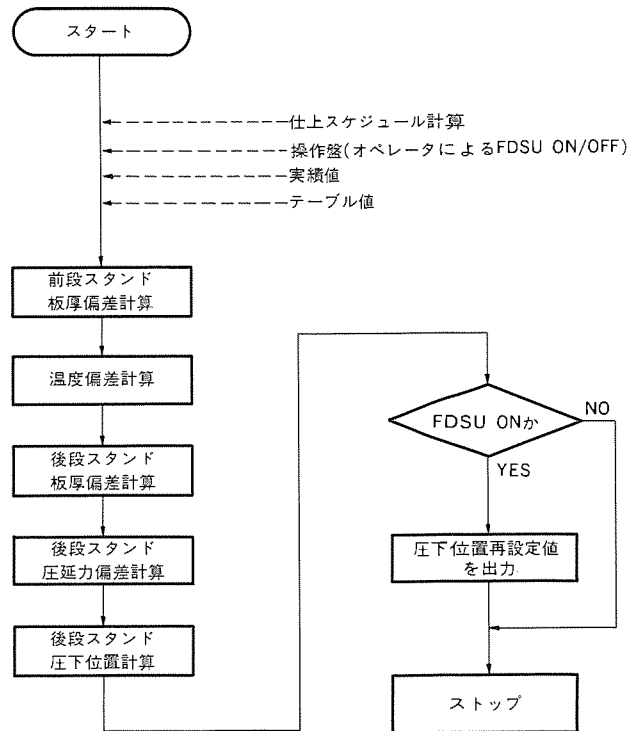 スタート
仕上スケジュール計算
操作盤(オペレータによるFDSU ON/OFF)
実績値
テーブル値
前段スタンド
板厚偏差計算
温度偏差計算
後段スタンド
板厚偏差計算
後段スタンド
圧延力偏差計算
後段スタンド
圧下位置計算
FDSU ONか
NO
YES
圧下位置再設定値
を出力
ストップ